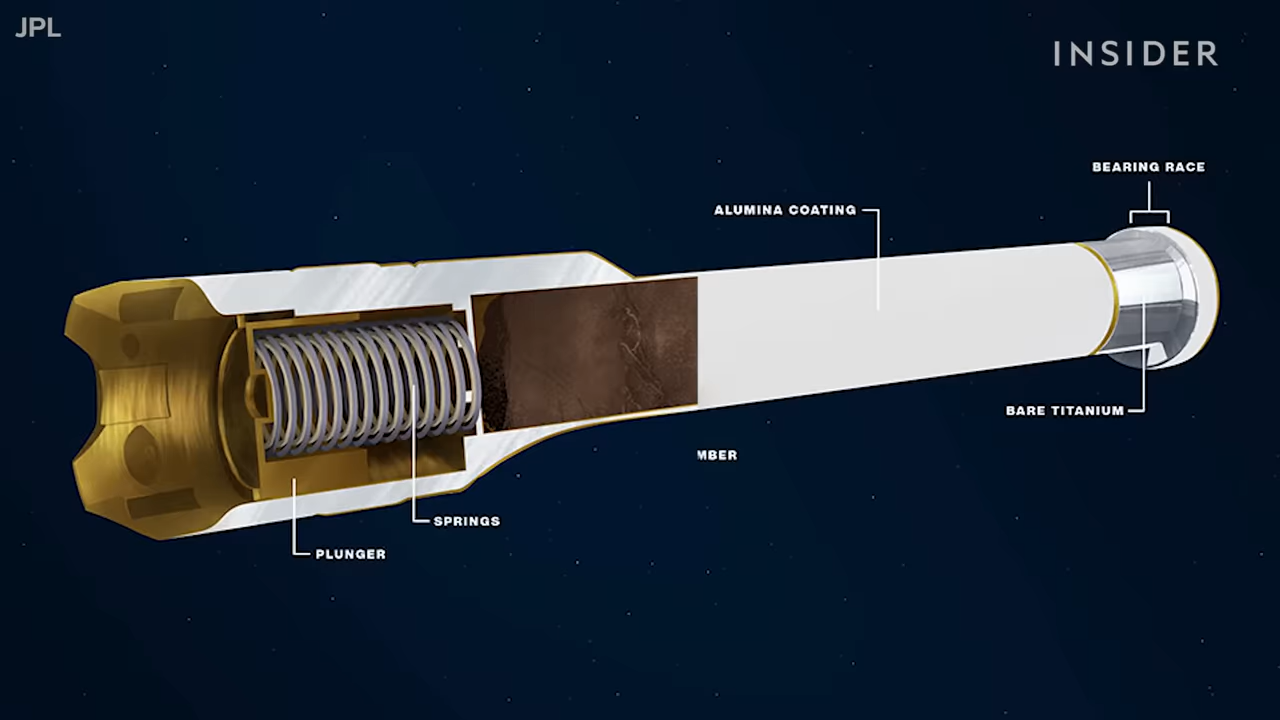 JPL
INSIDER
BEARING RACE
ALUMINA COATING
BARE TITANIUM
MBER
SPRINGS
PLUNGER